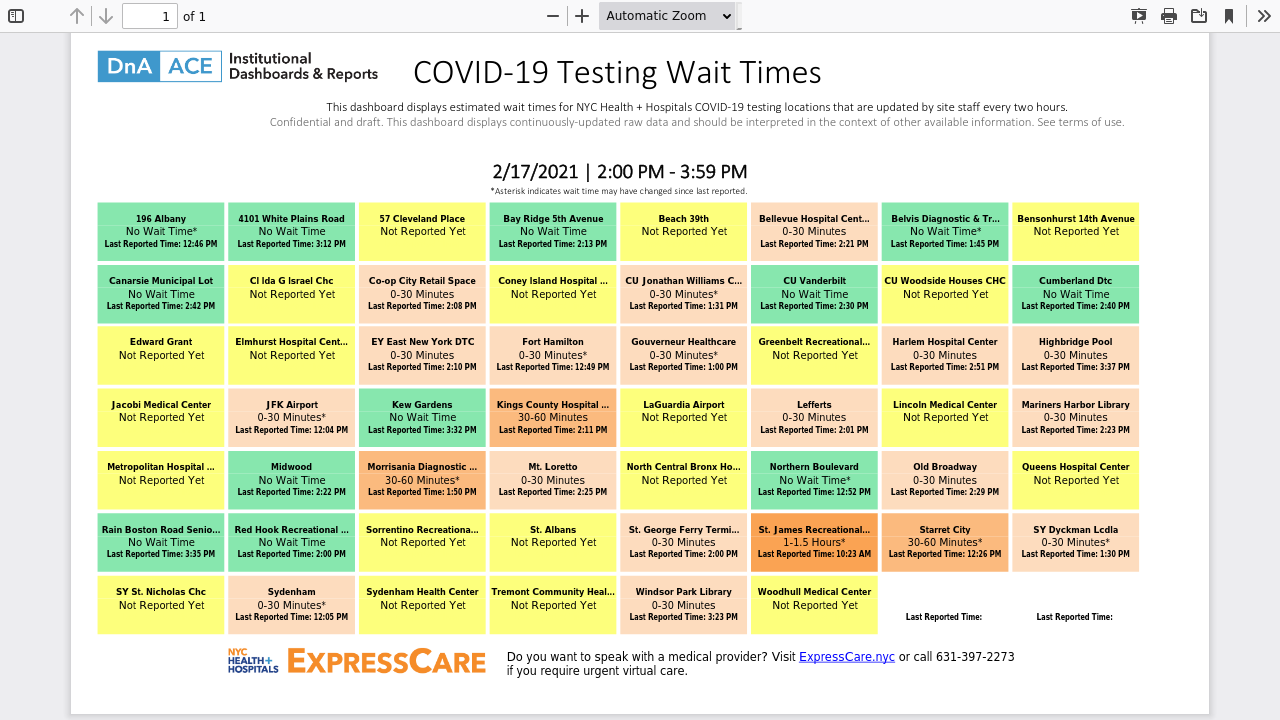 1 of 1 Automatic Zoom
DnA ACE Institutional
Dashboards & Reports
COVID-19 Testing Wait Times
This dashboard displays estimated wait times for NYC Health + Hospitals COVID-19 testing locations that are updated by site staff every two hours.
Confidential and draft. This dashboard displays continuously-updated raw data and should be interpreted in the context of other available information. See terms of use.
2/17/2021 | 2:00 PM - 3:59 PM
*Asterisk indicates wait time may have changed since last reported.
196 Albany
No Wait Time*
Last Reported Time: 12:46 PM
4101 White Plains Road
No Wait Time
Last Reported Time: 3:12 PM
57 Cleveland Place
Not Reported Yet
Bay Ridge 5th Avenue
No Wait Time
Last Reported Time: 2:13 PM
Beach 39th
Not Reported Yet
Bellevue Hospital Cent...
0-30 Minutes
Last Reported Time: 2:21 PM
Belvis Diagnostic & Tr...
No Wait Time*
Last Reported Time: 1:45 PM
Bensonhurst 14th Avenue
Not Reported Yet
Canarsie Municipal Lot
No Wait Time
Last Reported Time: 2:42 PM
CI Ida G Israel Chc
Not Reported Yet
Co-op City Retail Space
0-30 Minutes
Last Reported Time: 2:08 PM
Coney Island Hospital ...
Not Reported Yet
CU Jonathan Williams C...
0-30 Minutes*
Last Reported Time: 1:31 PM
CU Vanderbilt
No Wait Time
Last Reported Time: 2:30 PM
CU Woodside Houses CHC
Not Reported Yet
Cumberland Dtc
No Wait Time
Last Reported Time: 2:40 PM
Edward Grant
Not Reported Yet
Elmhurst Hospital Cent...
Not Reported Yet
EY East New York DTC
0-30 Minutes
Last Reported Time: 2:10 PM
Fort Hamilton
0-30 Minutes*
Last Reported Time: 12:49 PM
Gouverneur Healthcare
0-30 Minutes*
Last Reported Time: 1:00 PM
Greenbelt Recreational...
Not Reported Yet
Harlem Hospital Center
0-30 Minutes
Last Reported Time: 2:51 PM
Highbridge Pool
0-30 Minutes
Last Reported Time: 3:37 PM
Jacobi Medical Center
Not Reported Yet
JFK Airport
0-30 Minutes*
Last Reported Time: 12:04 PM
Kew Gardens
No Wait Time
Last Reported Time: 3:32 PM
Kings County Hospital ...
30-60 Minutes
Last Reported Time: 2:11 PM
LaGuardia Airport
Not Reported Yet
Lefferts
0-30 Minutes
Last Reported Time: 2:01 PM
Lincoln Medical Center
Not Reported Yet
Mariners Harbor Library
0-30 Minutes
Last Reported Time: 2:23 PM
Metropolitan Hospital ...
Not Reported Yet
Midwood
No Wait Time
Last Reported Time: 2:22 PM
Morrisania Diagnostic ...
30-60 Minutes*
Last Reported Time: 1:50 PM
Mt. Loretto
0-30 Minutes
Last Reported Time: 2:25 PM
North Central Bronx Ho...
Not Reported Yet
Northern Boulevard
No Wait Time*
Last Reported Time: 12:52 PM
Old Broadway
0-30 Minutes
Last Reported Time: 2:29 PM
Queens Hospital Center
Not Reported Yet
Rain Boston Road Senio...
No Wait Time
Last Reported Time: 3:35 PM
Red Hook Recreational ...
No Wait Time
Last Reported Time: 2:00 PM
Sorrentino Recreationa...
Not Reported Yet
St. Albans
Not Reported Yet
St. George Ferry Termi...
0-30 Minutes
Last Reported Time: 2:00 PM
St. James Recreational...
1-1.5 Hours*
Last Reported Time: 10:23 AM
Starret City
30-60 Minutes*
Last Reported Time: 12:26 PM
SY Dyckman Lcdla
0-30 Minutes*
Last Reported Time: 1:30 PM
SY St. Nicholas Chc
Not Reported Yet
Sydenham
0-30 Minutes*
Last Reported Time: 12:05 PM
Sydenham Health Center
Not Reported Yet
Tremont Community Heal...
Not Reported Yet
Windsor Park Library
0-30 Minutes
Last Reported Time: 3:23 PM
Woodhull Medical Center
Not Reported Yet
Last Reported Time:
Last Reported Time:
NYC
HEALTH+
HOSPITALS
EXPRESSCARE
Do you want to speak with a medical provider? Visit ExpressCare.nyc or call 631-397-2273
if you require urgent virtual care.